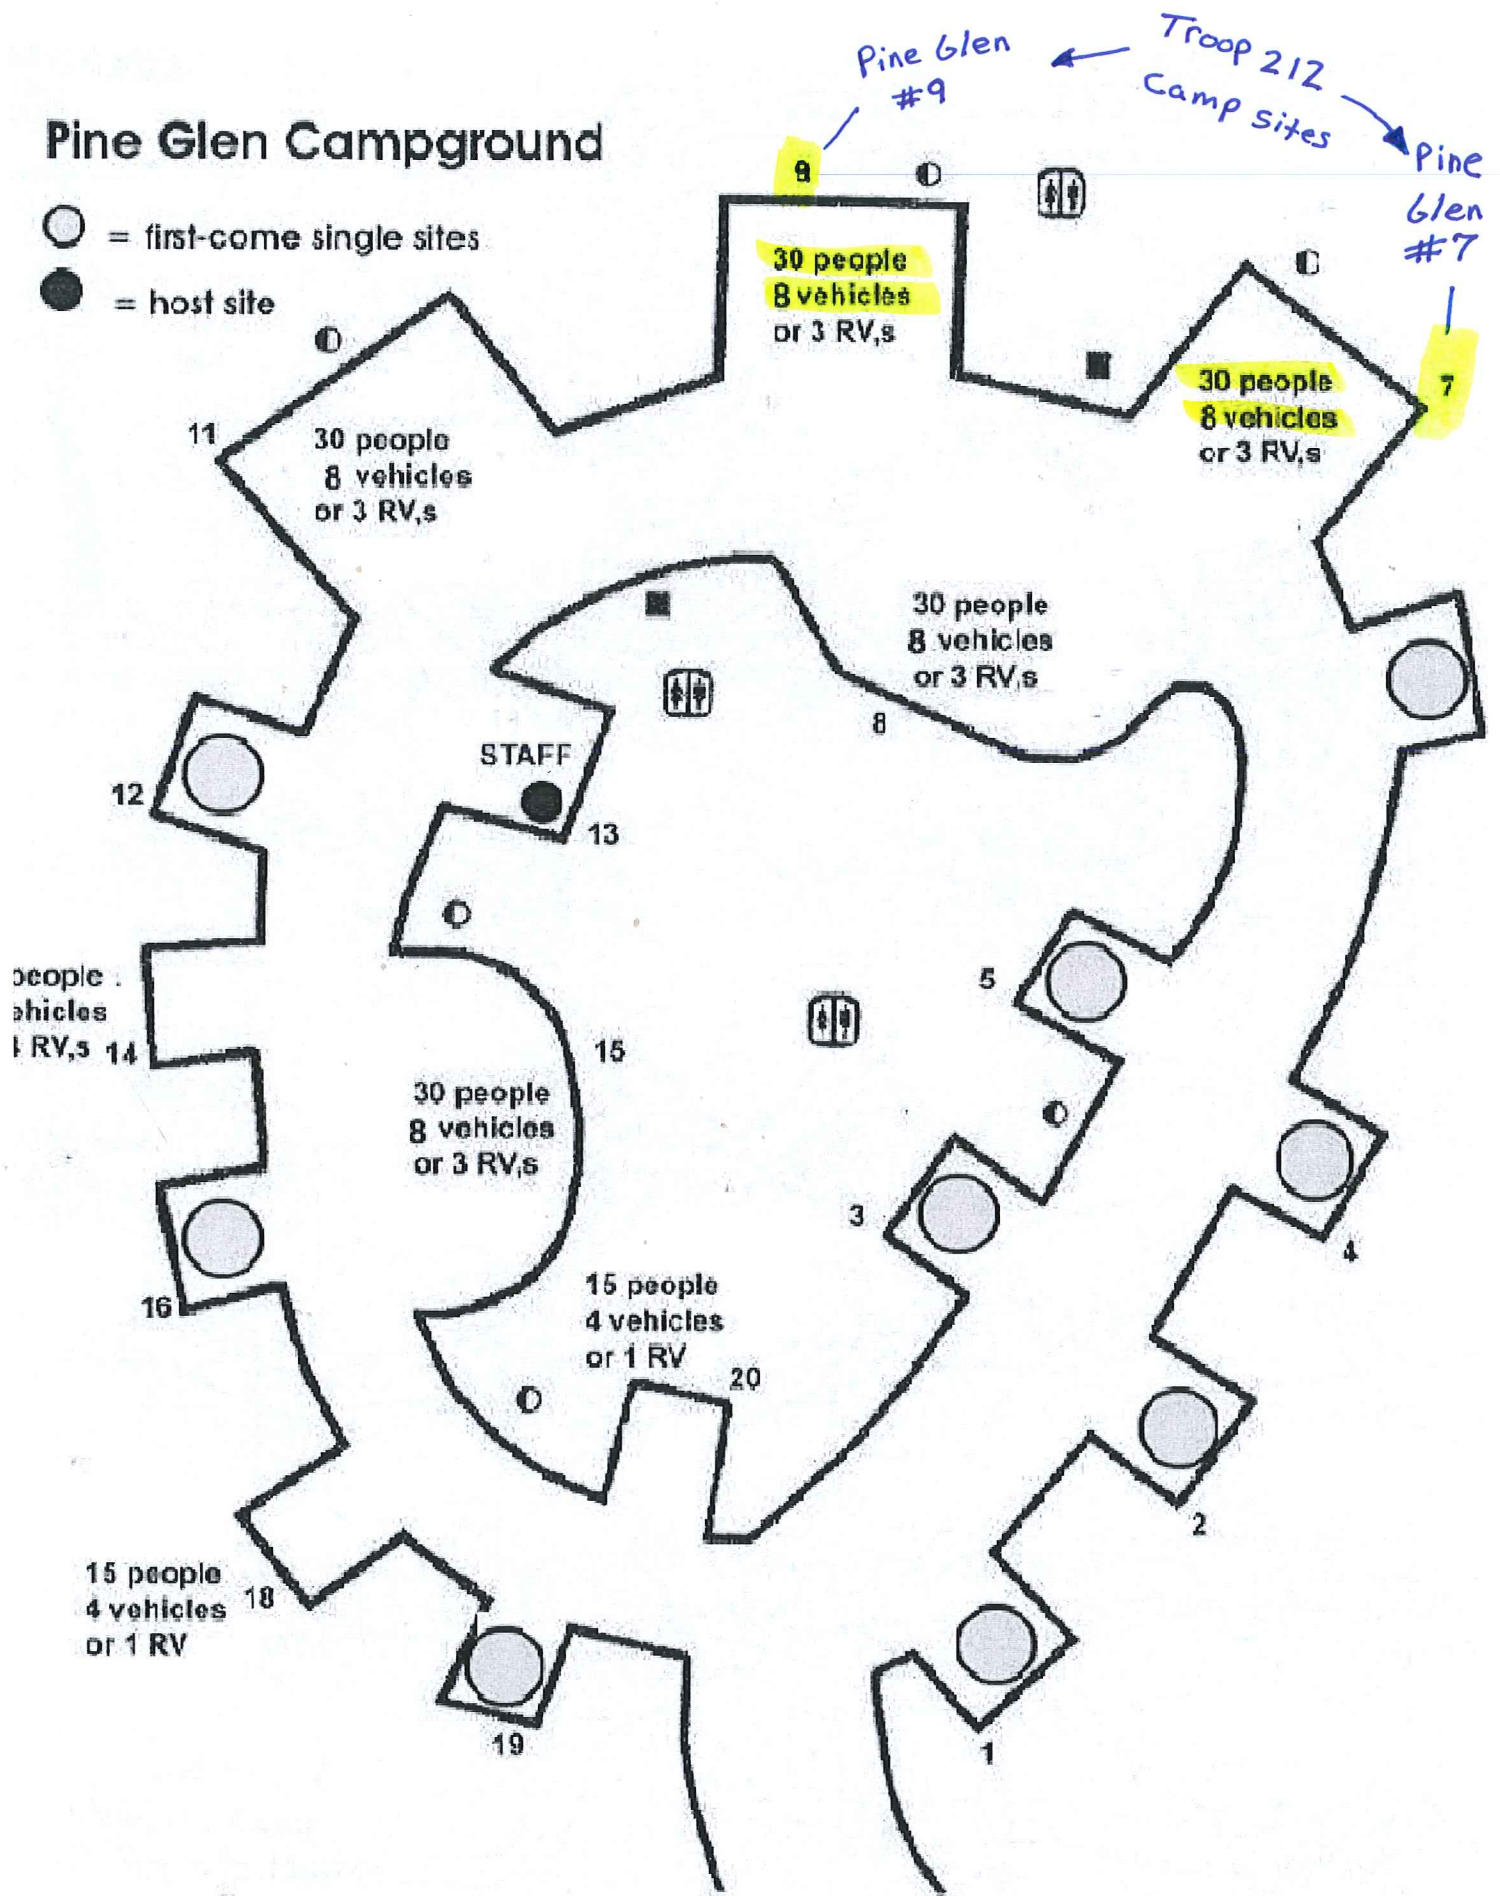 Pine Glen
#9
Troop 212
Camp sites
Pine
Glen
#7
Pine Glen Campground
= first-come single sites
= host site
9
30 people
8 vehicles
or 3 RV,s
7
30 people
8 vehicles
or 3 RV,s
11
30 people
8 vehicles
or 3 RV,s
30 people
8 vehicles
or 3 RV,s
8
STAFF
12
13
5
people
ehicles
RV,s 14
15
30 people
8 vehicles
or 3 RV,s
3
4
16
15 people
4 vehicles
or 1 RV
20
2
15 people
4 vehicles
or 1 RV
18
19
1